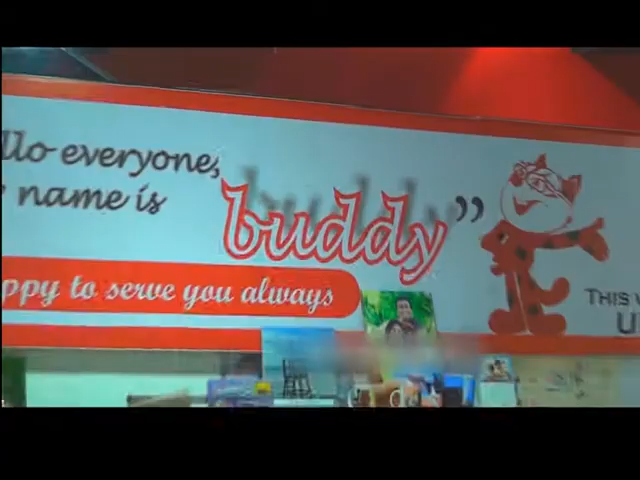 llo everyone,
name is
buddy”
ppy to serve you always
THIS
U